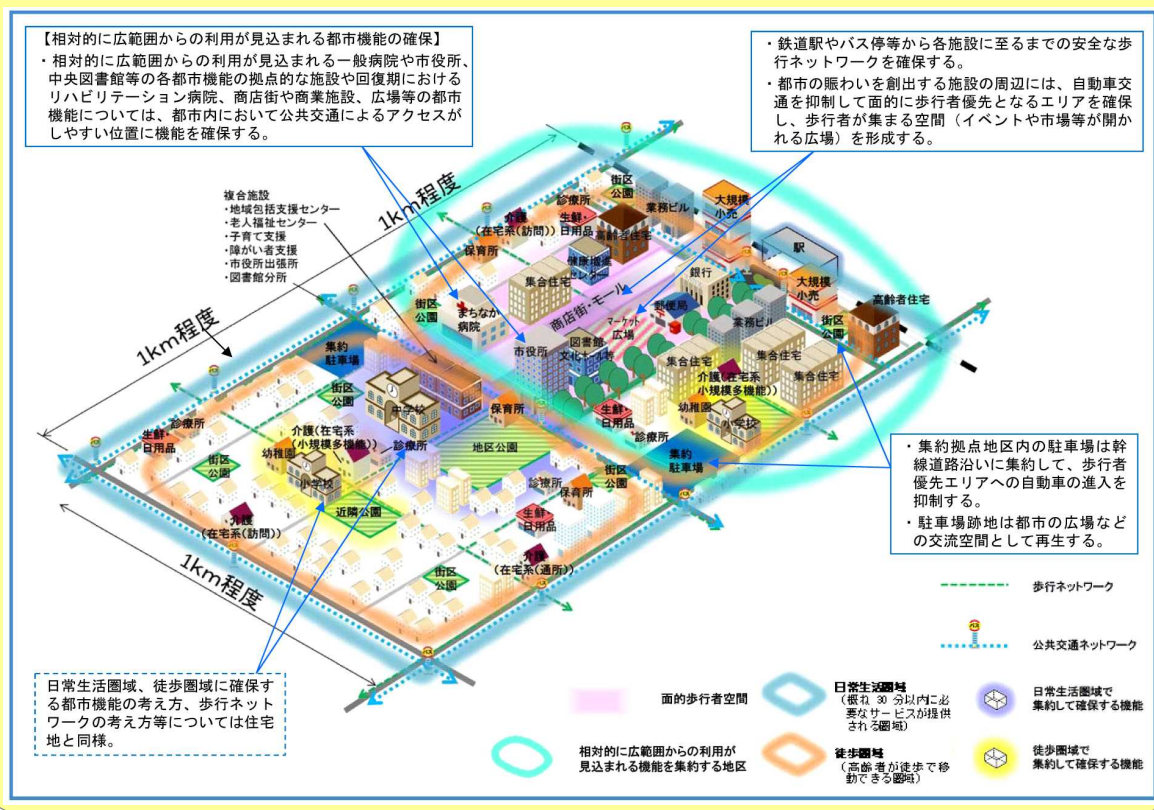 【相対的に広範囲からの利用が見込まれる都市機能の確保】
・相対的に広範囲からの利用が見込まれる一般病院や市役所、
中央図書館等の各都市機能の拠点的な施設や回復期における
リハビリテーション病院、商店街や商業施設、広場等の都市
機能については、都市内において公共交通によるアクセスが
しやすい位置に機能を確保する。
・鉄道駅やバス停等から各施設に至るまでの安全な歩
行ネットワークを確保する。
・都市の賑わいを創出する施設の周辺には、自動車交
通を抑制して面的に歩行者優先となるエリアを確保
し、歩行者が集まる空間（イベントや市場等が開か
れる広場）を形成する。
複合施設
・地域包括支援センター
・老人福祉センター
・子育て支援
・障がい者支援
・市役所出張所
・図書館分所
1km程度
1km程度
1km程度
街区
公園
診療所
業務ビル
大規模
小売
介護
（在宅系（訪問））
生鮮・
日用品
高齢者住宅
駅
保育所
健康増進
センター
銀行
大規模
小売
高齢者住宅
集合住宅
街区
公園
まちなか
病院
商店街・モール
郵便局
マーケット
広場
業務ビル
街区
公園
市役所
図書館
文化ホール等
集合住宅
集合住宅
集合住宅
介護（在宅系
小規模多機能））
集約
駐車場
街区
公園
中学校
保育所
生鮮・
日用品
幼稚園
小学校
診療所
集約
駐車場
診療所
生鮮・
日用品
介護（在宅系
（小規模多機能））
診療所
地区公園
幼稚園
小学校
街区
公園
近隣公園
診療所
保育所
街区
公園
生鮮
日用品
介護
（在宅系（訪問））
介護
（在宅系（通所））
街区
公園
・集約拠点地区内の駐車場は幹
線道路沿いに集約して、歩行者
優先エリアへの自動車の進入を
抑制する。
・駐車場跡地は都市の広場など
の交流空間として再生する。
日常生活圏域、徒歩圏域に確保す
る都市機能の考え方、歩行ネット
ワークの考え方等については住宅
地と同様。
歩行ネットワーク
公共交通ネットワーク
面的歩行者空間
日常生活圏域
（概ね 30 分以内に必
要なサービスが提供
される圏域）
日常生活圏域で
集約して確保する機能
相対的に広範囲からの利用が
見込まれる機能を集約する地区
徒歩圏域
（高齢者が徒歩で移
動できる圏域）
徒歩圏域で
集約して確保する機能